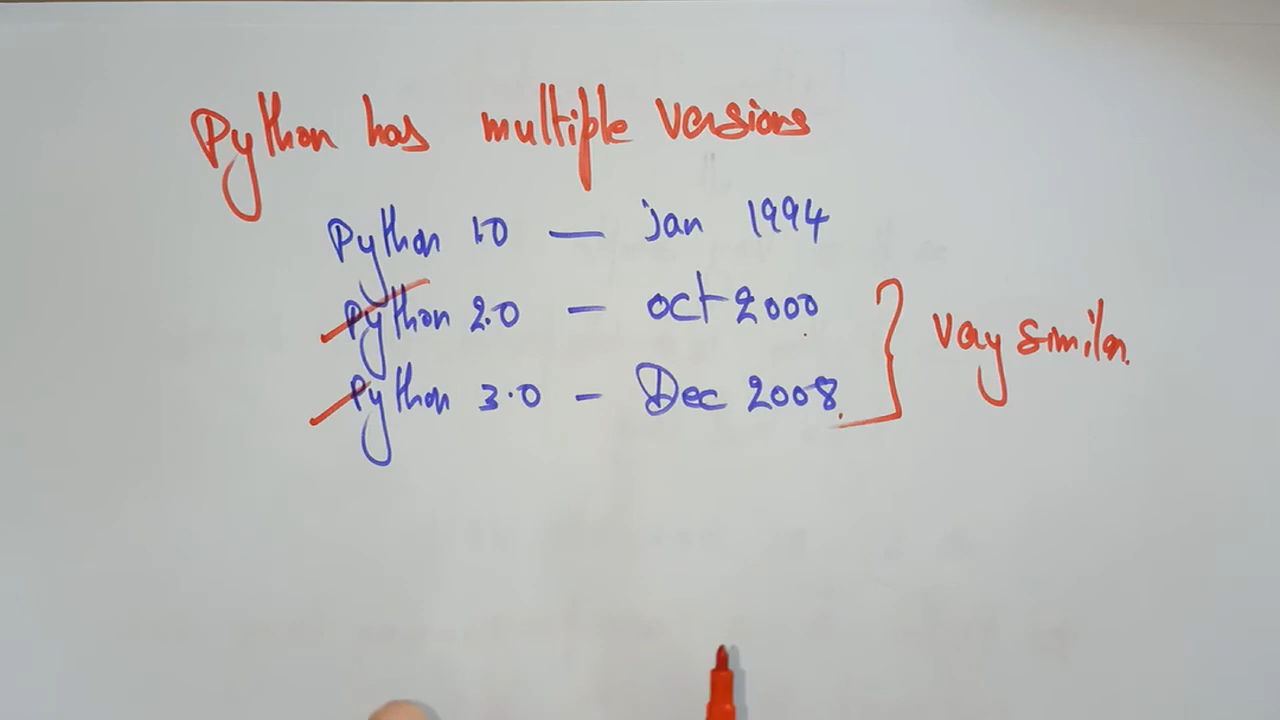 Python has multiple versions
Python 1.0 — jan 1994
Python 2.0 – oct 2000
Python 3.0 – Dec 2008.
very similar.